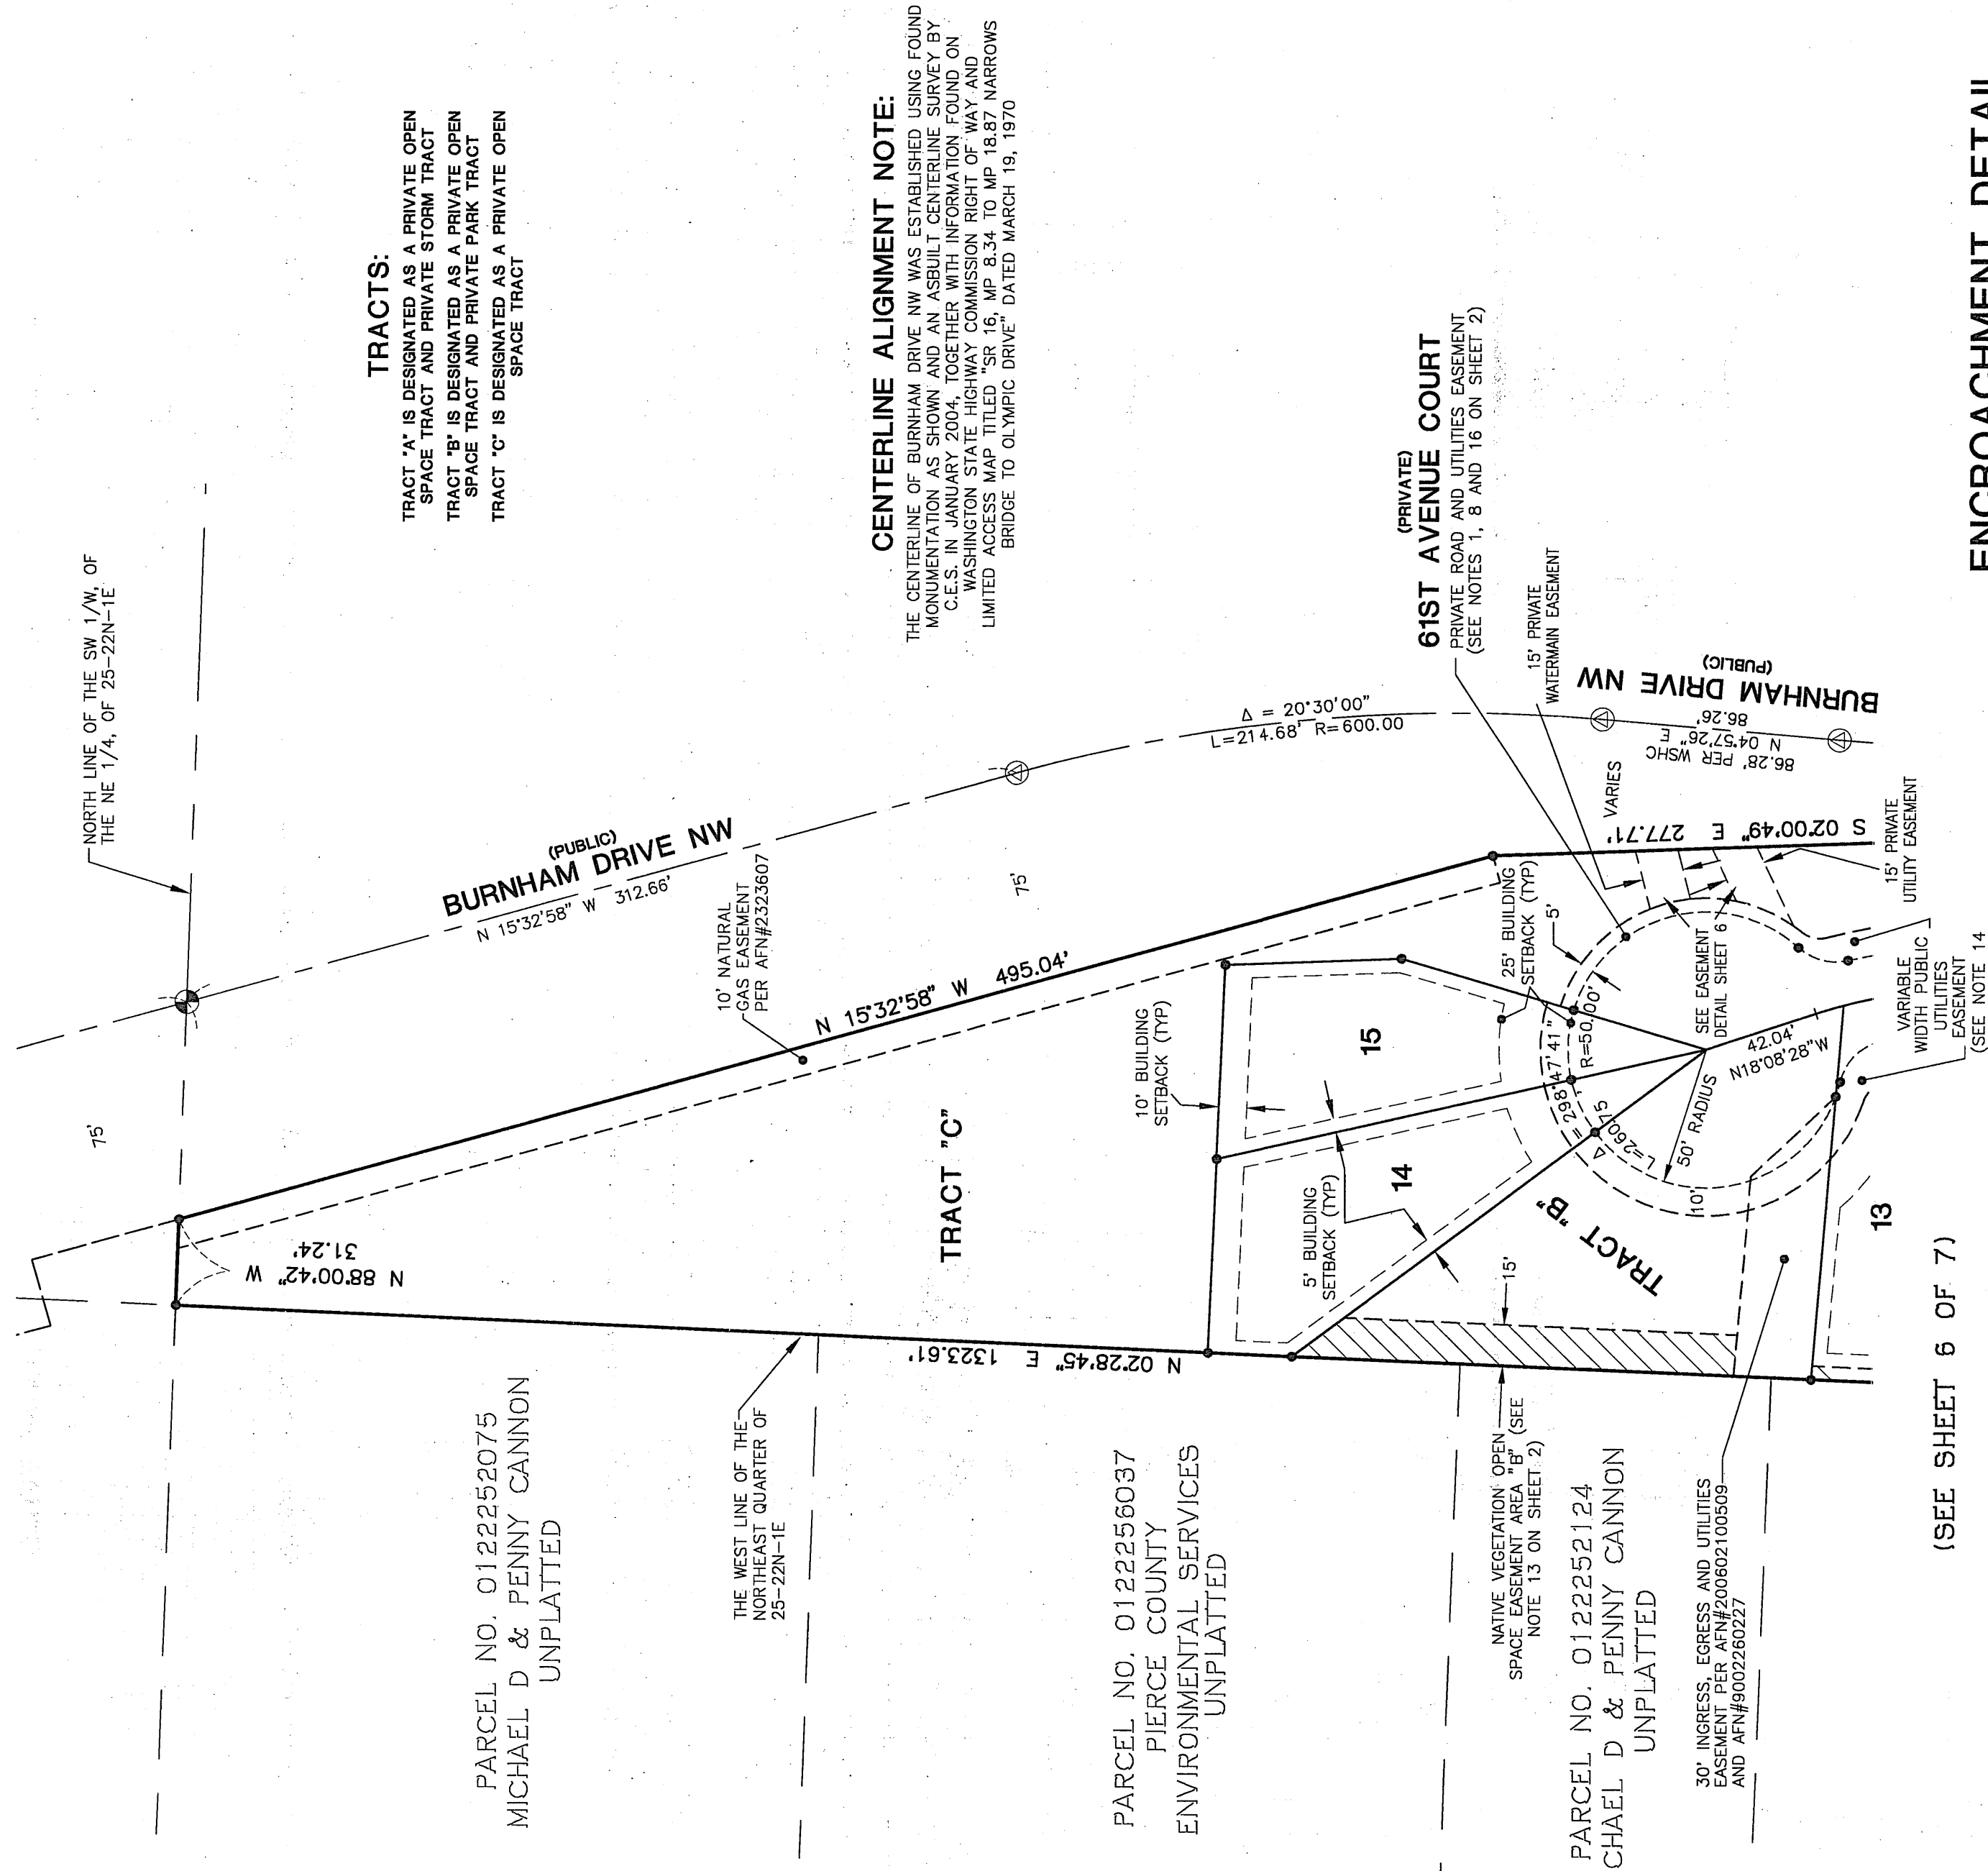 NORTH LINE OF THE SW 1/W, OF
THE NE 1/4, OF 25-22N-1E
TRACTS:
TRACT "A" IS DESIGNATED AS A PRIVATE OPEN
SPACE TRACT AND PRIVATE STORM TRACT
TRACT "B" IS DESIGNATED AS A PRIVATE OPEN
SPACE TRACT AND PRIVATE PARK TRACT
TRACT "C" IS DESIGNATED AS A PRIVATE OPEN
SPACE TRACT
CENTERLINE ALIGNMENT NOTE:
THE CENTERLINE OF BURNHAM DRIVE NW WAS ESTABLISHED USING FOUND
MONUMENTATION AS SHOWN AND AN ASBUILT CENTERLINE SURVEY BY
C.E.S. IN JANUARY 2004, TOGETHER WITH INFORMATION FOUND ON
WASHINGTON STATE HIGHWAY COMMISSION RIGHT OF WAY AND
LIMITED ACCESS MAP TITLED "SR 16, MP 8.34 TO MP 18.87 NARROWS
BRIDGE TO OLYMPIC DRIVE" DATED MARCH 19, 1970
(PRIVATE)
61ST AVENUE COURT
PRIVATE ROAD AND UTILITIES EASEMENT
(SEE NOTES 1, 8 AND 16 ON SHEET 2)
15' PRIVATE
WATERMAIN EASEMENT
ENCROACHMENT DETAIL
75'
(PUBLIC)
BURNHAM DRIVE NW
N 15°32'58" W 312.66'
10' NATURAL
GAS EASEMENT
PER AFN#2323607
75'
N 15°32'58" W 495.04'
Δ = 20°30'00"
L=214.68' R=600.00
BURNHAM DRIVE NW
(PUBLIC)
86.26'
N 04°57'26" E
86.28' PER WSHC
VARIES
S 02°00'49" E 277.71'
15' PRIVATE
UTILITY EASEMENT
VARIABLE
WIDTH PUBLIC
UTILITIES
EASEMENT
(SEE NOTE 14
SEE EASEMENT
DETAIL SHEET 6
25' BUILDING
SETBACK (TYP)
5'
10' BUILDING
SETBACK (TYP)
15
R=50.00'
Δ = 298°47'41"
L=260.75
50' RADIUS
42.04'
N18°08'28"W
10'
5' BUILDING
SETBACK (TYP)
14
TRACT "C"
TRACT "B"
13
15'
N 88°00'42" W
31.24'
N 02°28'45" E 1323.61'
PARCEL NO. 0122252075
MICHAEL D & PENNY CANNON
UNPLATTED
THE WEST LINE OF THE
NORTHEAST QUARTER OF
25-22N-1E
PARCEL NO. 0122256037
PIERCE COUNTY
ENVIRONMENTAL SERVICES
UNPLATTED
NATIVE VEGETATION OPEN
SPACE EASEMENT AREA "B" (SEE
NOTE 13 ON SHEET 2)
PARCEL NO. 0122252124
CHAEL D & PENNY CANNON
UNPLATTED
30' INGRESS, EGRESS AND UTILITIES
EASEMENT PER AFN#200602100509
AND AFN#9002260227
(SEE SHEET 6 OF 7)